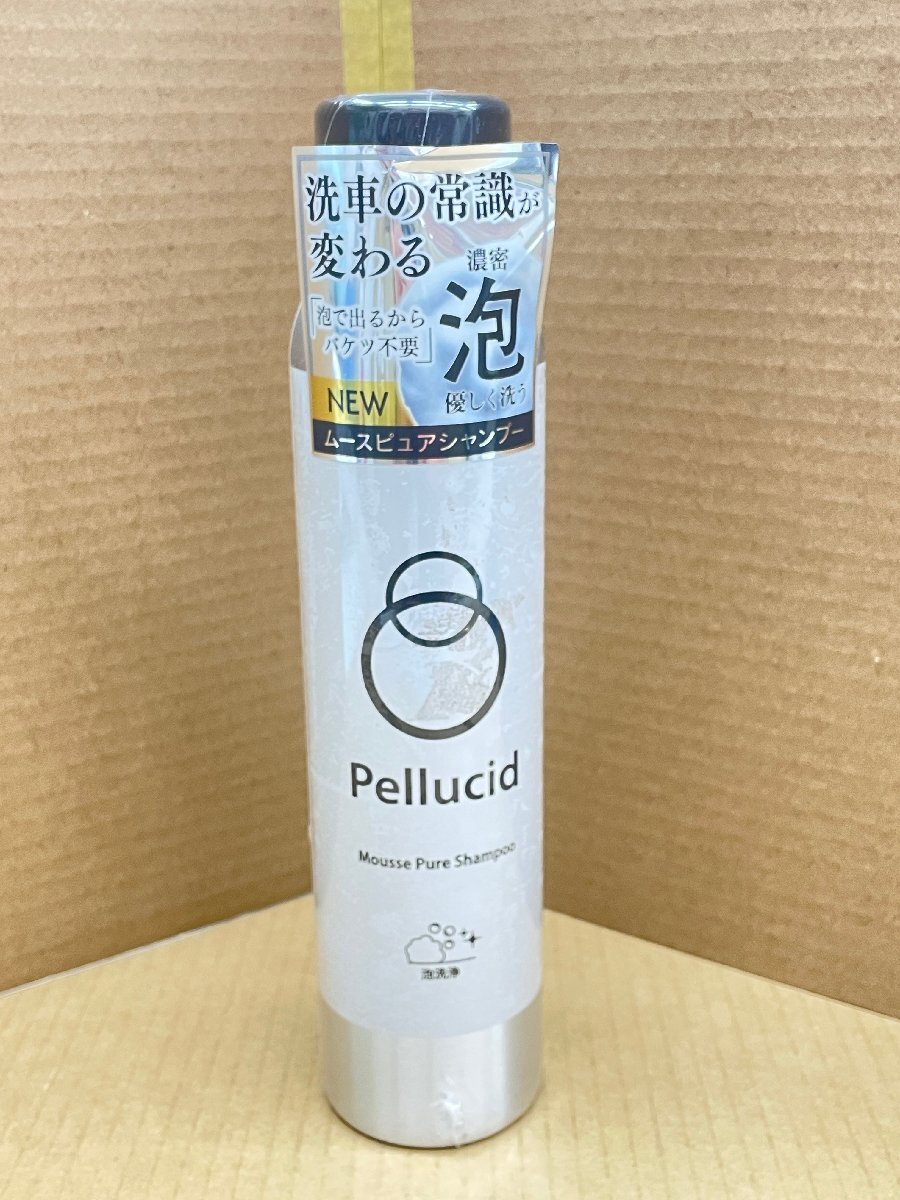 洗車の常識が
変わる
「泡で出るから
バケツ不要」
濃密
泡
優しく洗う
NEW
ムースピュアシャンプー
Pellucid
Mousse Pure Shampoo
泡洗浄